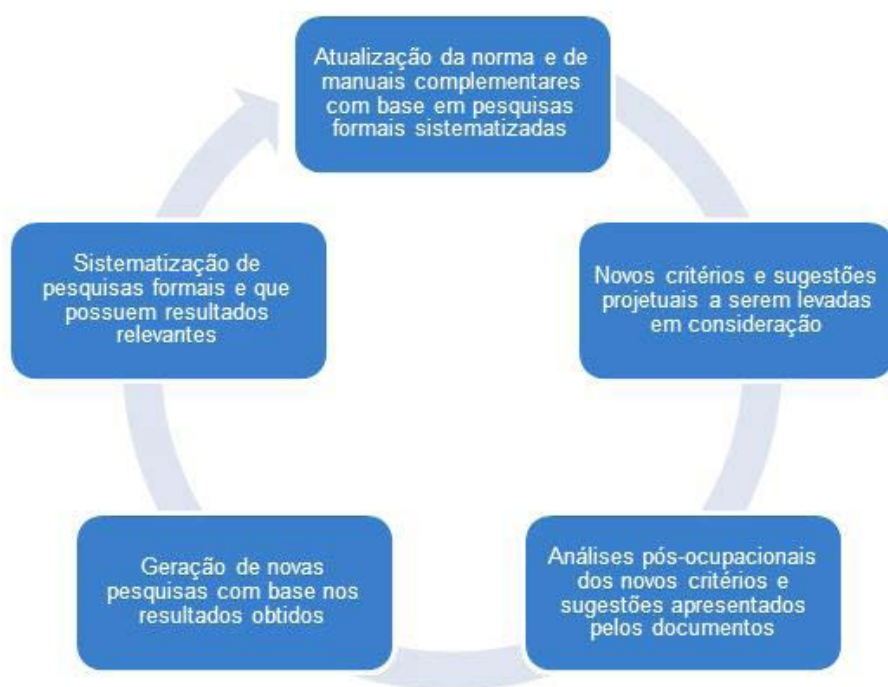 Atualização da norma e de
manuais complementares
com base em pesquisas
formais sistematizadas
Novos critérios e sugestões
projetuais a serem levadas
em consideração
Análises pós-ocupacionais
dos novos critérios e
sugestões apresentados
pelos documentos
Geração de novas
pesquisas com base nos
resultados obtidos
Sistematização de
pesquisas formais e que
possuem resultados
relevantes